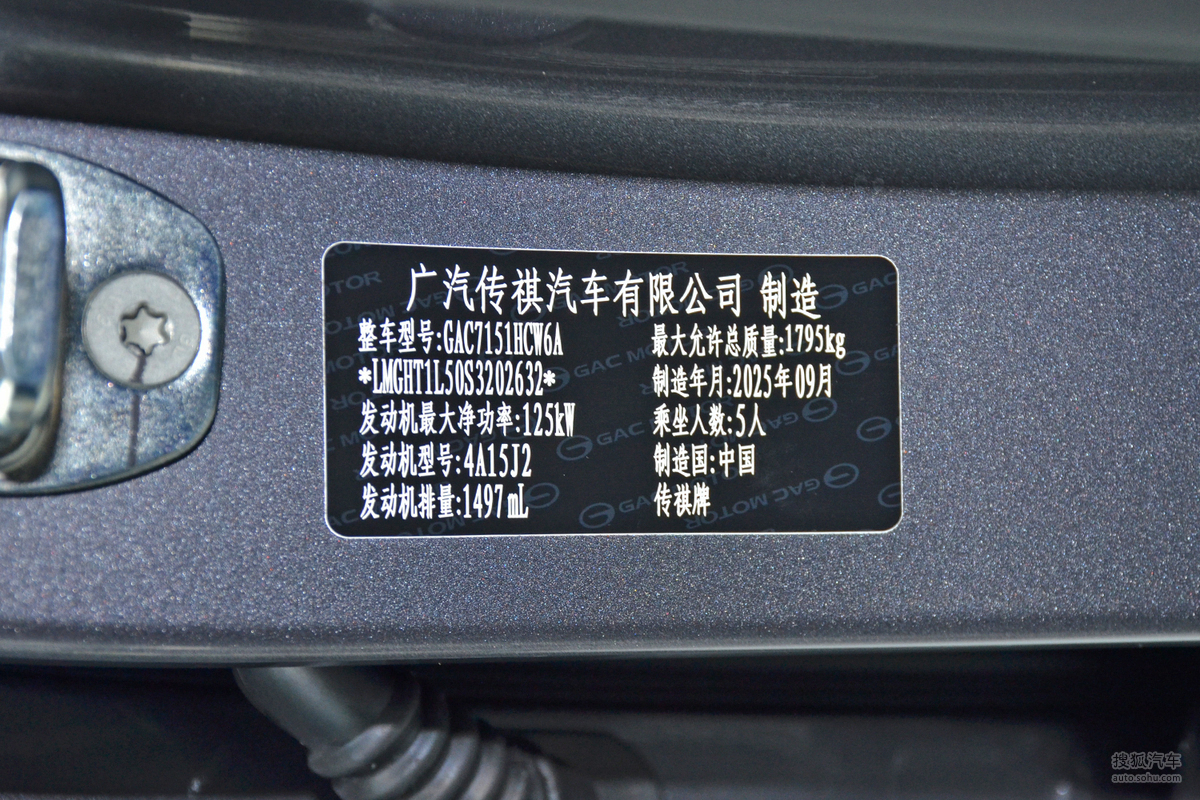 广汽传祺汽车有限公司 制造
整车型号:GAC7151HCW6A
*LMGHT1L50S3202632*
发动机最大净功率:125kW
发动机型号:4A15J2
发动机排量:1497mL
最大允许总质量:1795kg
制造年月:2025年09月
乘坐人数:5人
制造国:中国
传祺牌
GAC MOTOR
搜狐汽车
auto.sohu.com